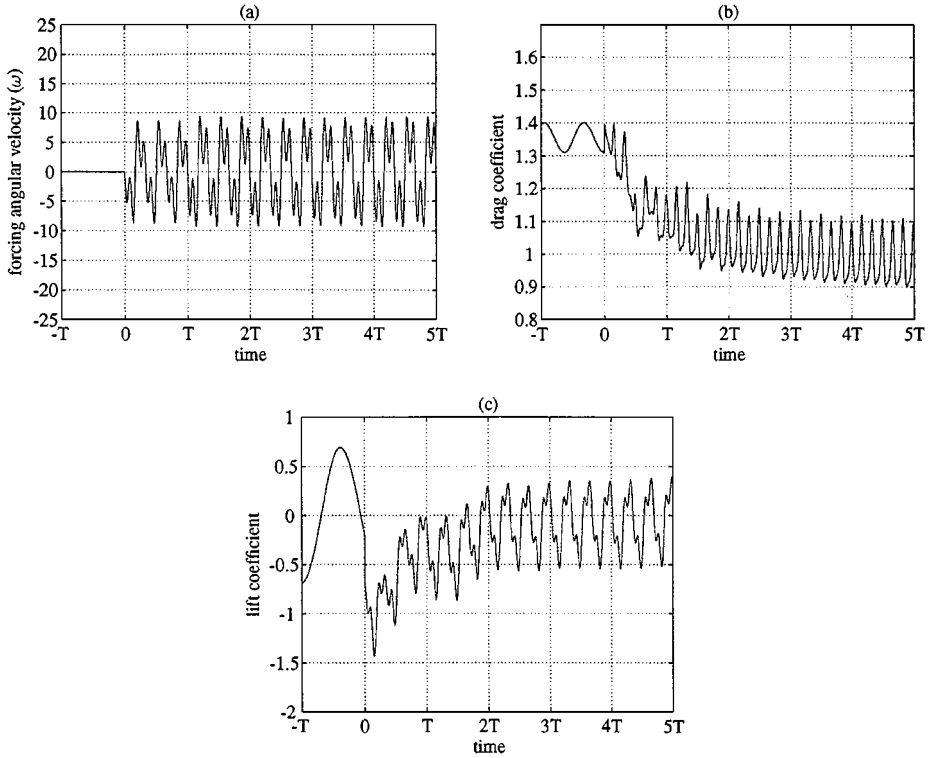 (a)
25
20
15
10
5
0
-5
-10
-15
-20
-25
-T 0 T 2T 3T 4T 5T
time
forcing angular velocity (ω)
(b)
1.6
1.5
1.4
1.3
1.2
1.1
1
0.9
0.8
-T 0 T 2T 3T 4T 5T
time
drag coefficient
(c)
1
0.5
0
-0.5
-1
-1.5
-2
-T 0 T 2T 3T 4T 5T
time
lift coefficient